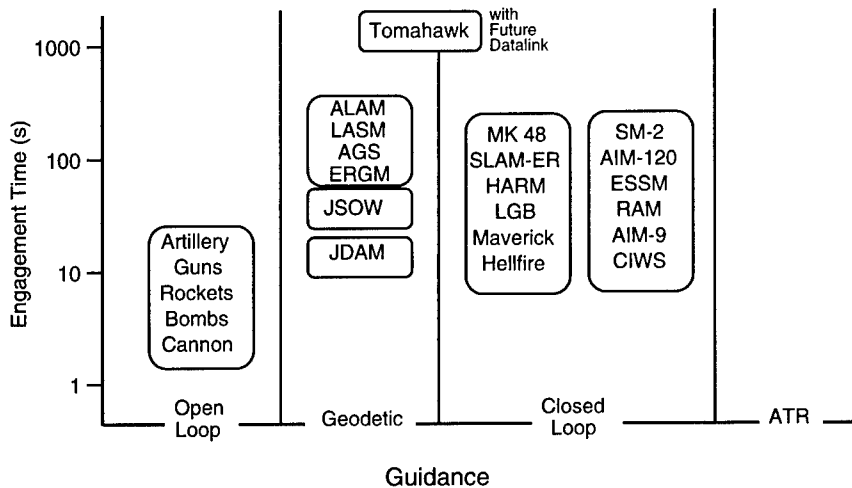 Tomahawk
with
Future
Datalink
Engagement Time (s)
1000
100
10
1
Artillery
Guns
Rockets
Bombs
Cannon
ALAM
LASM
AGS
ERGM
JSOW
JDAM
MK 48
SLAM-ER
HARM
LGB
Maverick
Hellfire
SM-2
AIM-120
ESSM
RAM
AIM-9
CIWS
Open
Loop
Geodetic
Closed
Loop
ATR
Guidance